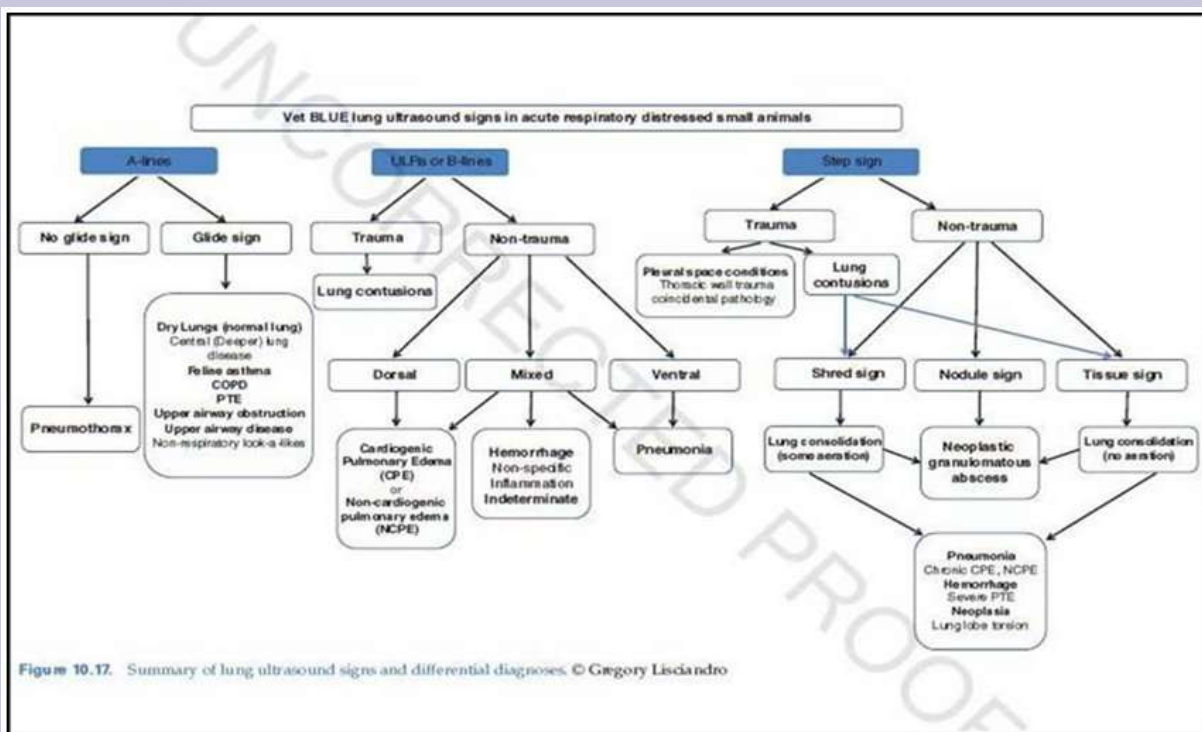 Vet BLUE lung ultrasound signs in acute respiratory distressed small animals
A-lines
ULRs or B-lines
Step sign
No glide sign
Glide sign
Trauma
Non-trauma
Trauma
Non-trauma
Pleural space conditions
Thoracic wall trauma
coincidental pathology
Lung
contusions
Lung contusions
Dry Lungs (normal lung)
Central (Deeper) lung
disease
Feline asthma
COPD
PTE
Upper airway obstruction
Upper airway disease
Non-respiratory look-a-likes
Pneumothorax
Dorsal
Mixed
Ventral
Shred sign
Nodule sign
Tissue sign
Cardiogenic
Pulmonary Edema
(CPE)
or
Non-cardiogenic
pulmonary edema
(NCPE)
Hemorrhage
Non-specific
Inflammation
Indeterminate
Pneumonia
Lung consolidation
(some aeration)
Neoplastic
granulomatous
abscess
Lung consolidation
(no aeration)
Pneumonia
Chronic CPE, NCPE
Hemorrhage
Severe PTE
Neoplasia
Lung lobe torsion
UNCORRECTED PROOF
Figure 10.17. Summary of lung ultrasound signs and differential diagnoses. © Gregory Lisciandro